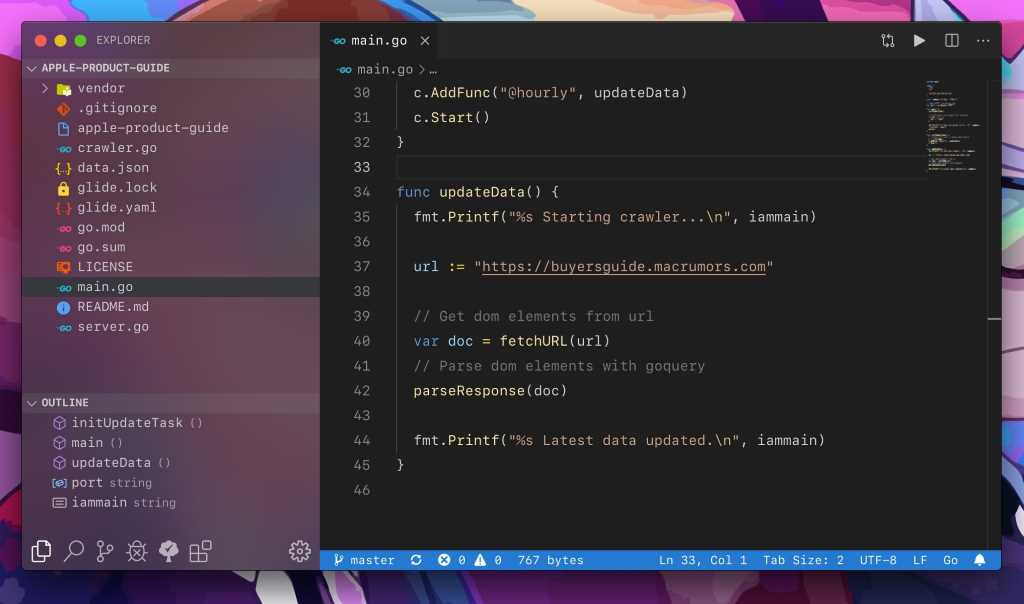 EXPLORER
APPLE-PRODUCT-GUIDE
vendor
.gitignore
apple-product-guide
crawler.go
{..} data.json
glide.lock
{..} glide.yaml
go.mod
go.sum
LICENSE
main.go
README.md
server.go
OUTLINE
initUpdateTask ()
main ()
updateData ()
port string
iammain string
main.go
main.go > …
30 c.AddFunc("@hourly", updateData)
31 c.Start()
32 }
33
34 func updateData() {
35 fmt.Printf("%s Starting crawler...\n", iammain)
36
37 url := "https://buyersguide.macrumors.com"
38
39 // Get dom elements from url
40 var doc = fetchURL(url)
41 // Parse dom elements with goquery
42 parseResponse(doc)
43
44 fmt.Printf("%s Latest data updated.\n", iammain)
45 }
46
master 0 0 767 bytes Ln 33, Col 1 Tab Size: 2 UTF-8 LF Go